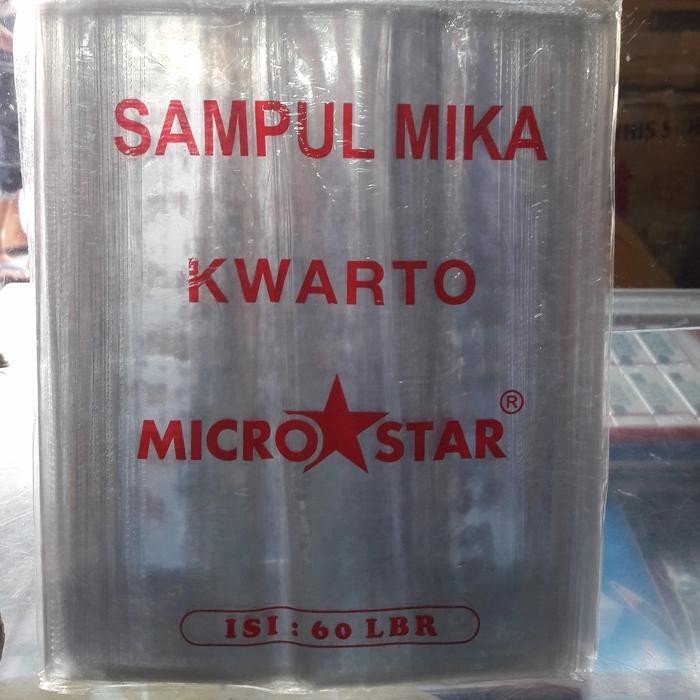 SAMPUL MIKA
KWARTO
MICRO STAR ®
ISI : 60 LBR